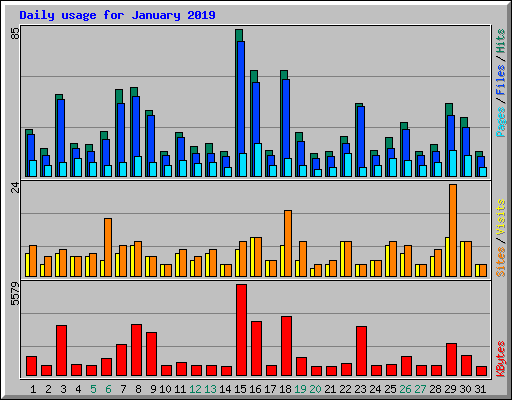 Daily usage for January 2019
85
Pages / Files / Hits
24
Sites / Visits
5579
KBytes
1 2 3 4 5 6 7 8 9 10 11 12 13 14 15 16 17 18 19 20 21 22 23 24 25 26 27 28 29 30 31